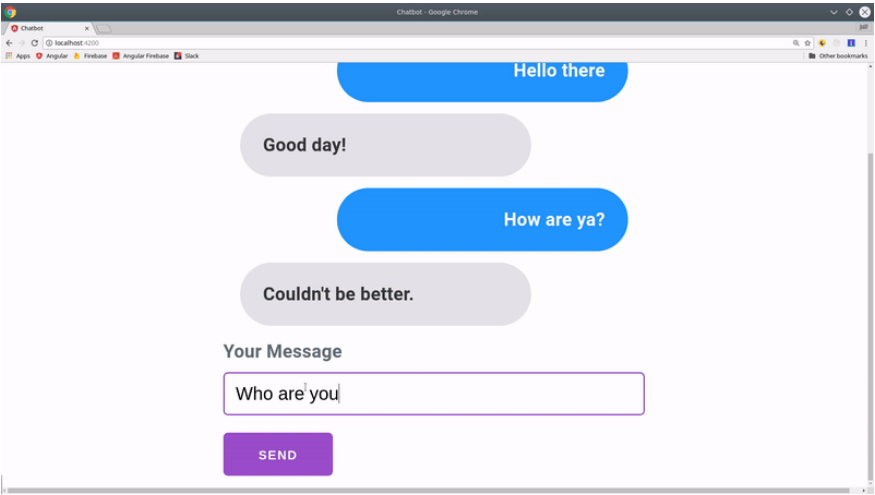 Chatbot - Google Chrome
Chatbot
localhost:4200
Apps Angular Firebase Angular Firebase Slack Other bookmarks
Hello there
Good day!
How are ya?
Couldn't be better.
Your Message
Who are you
SEND